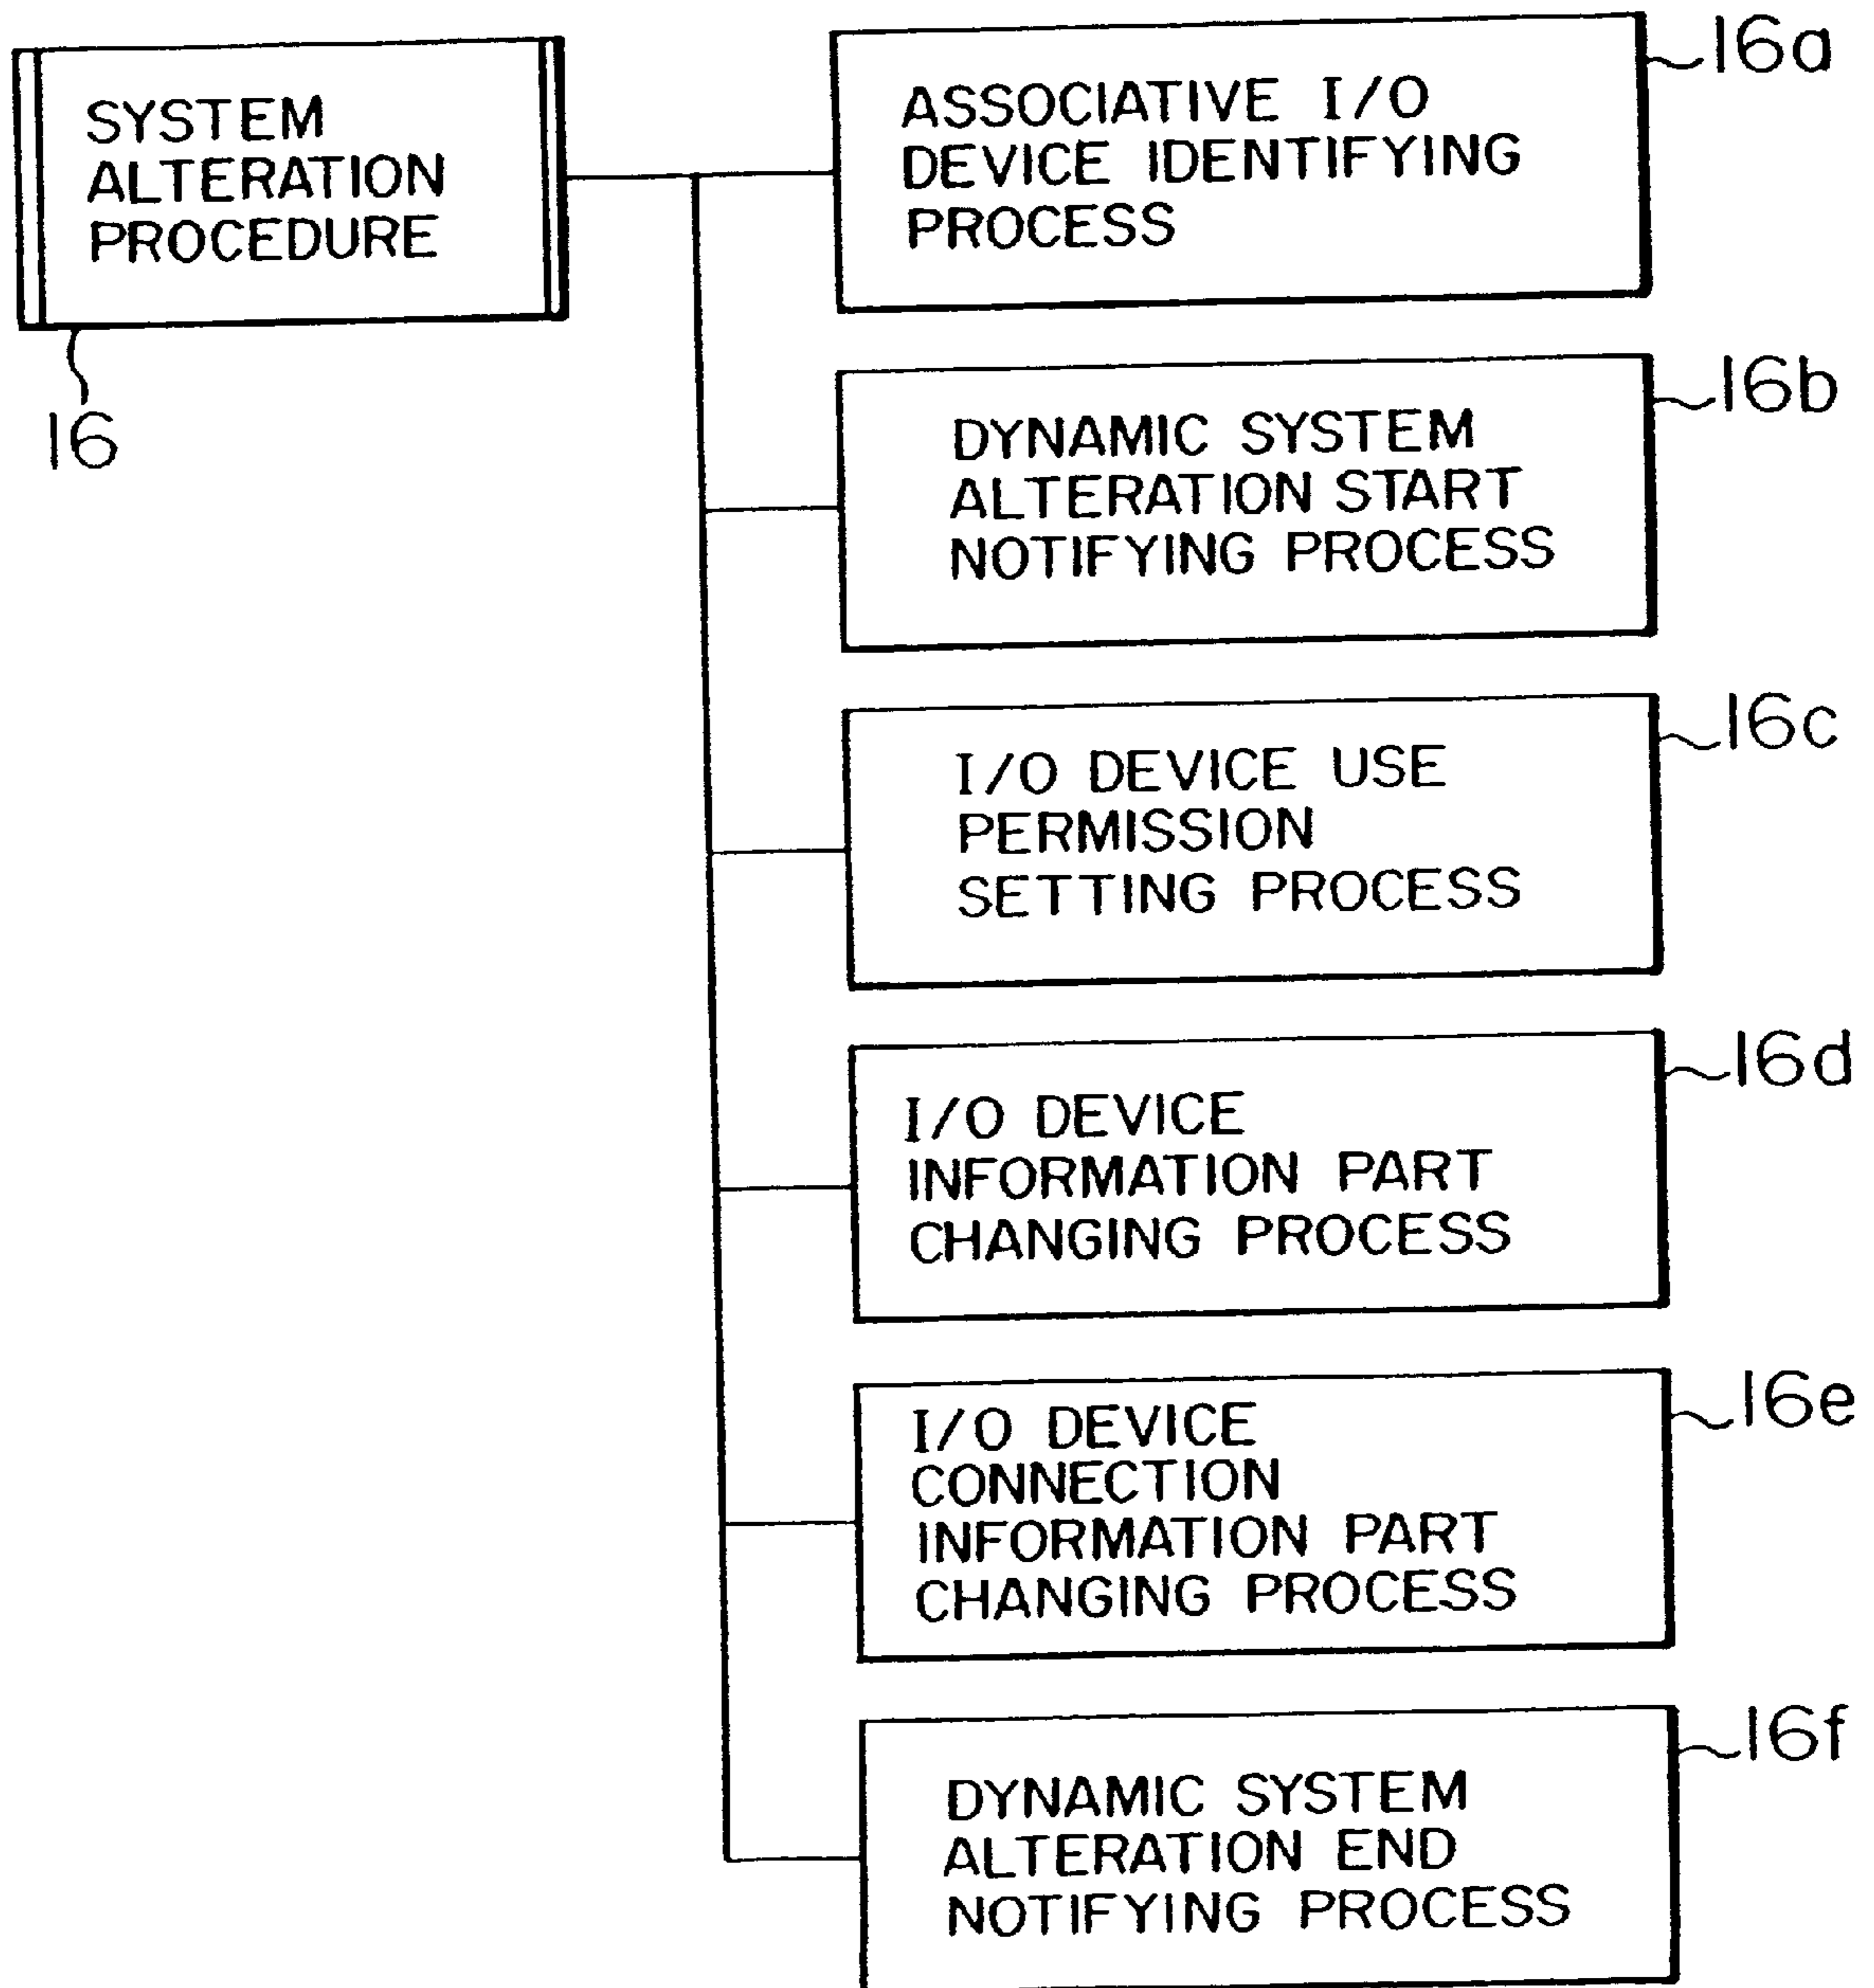 SYSTEM
ALTERATION
PROCEDURE
16
ASSOCIATIVE I/O
DEVICE IDENTIFYING
PROCESS
16a
DYNAMIC SYSTEM
ALTERATION START
NOTIFYING PROCESS
16b
I/O DEVICE USE
PERMISSION
SETTING PROCESS
16c
I/O DEVICE
INFORMATION PART
CHANGING PROCESS
16d
I/O DEVICE
CONNECTION
INFORMATION PART
CHANGING PROCESS
16e
DYNAMIC SYSTEM
ALTERATION END
NOTIFYING PROCESS
16f